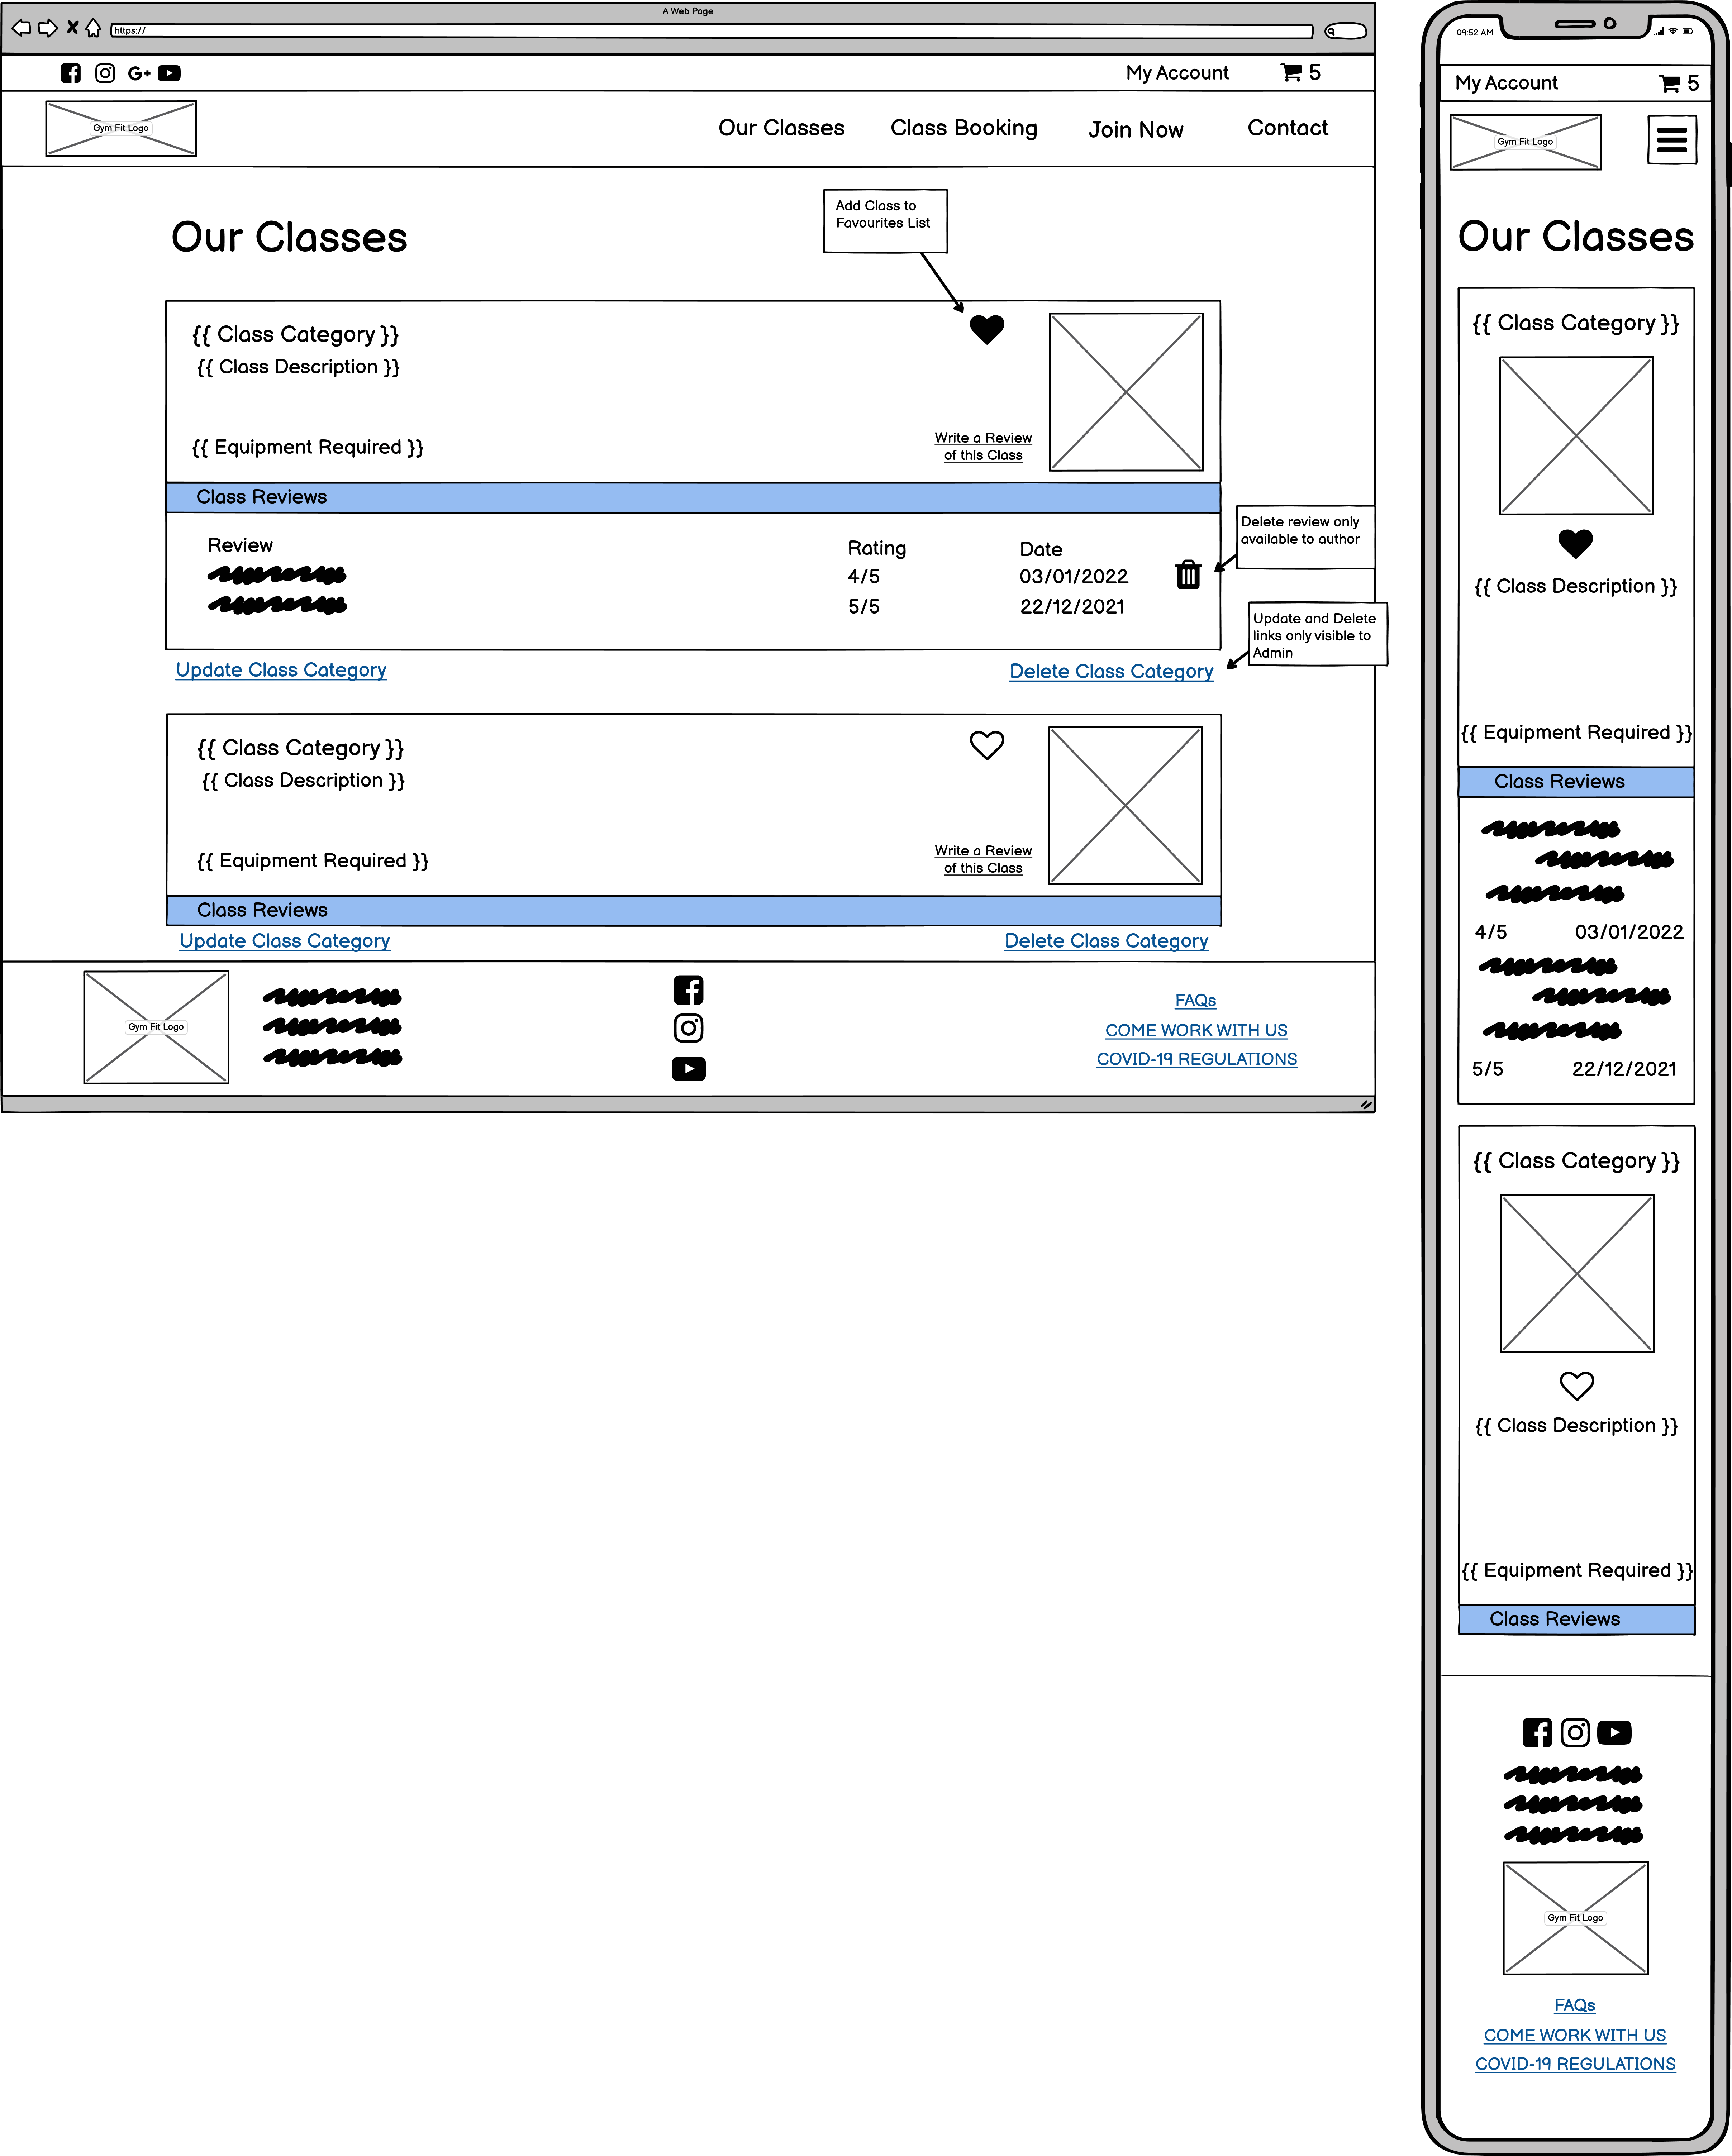 A Web Page
https://
My Account
5
Gym Fit Logo
Our Classes
Class Booking
Join Now
Contact
Add Class to
Favourites List
Our Classes
{{ Class Category }}
{{ Class Description }}
{{ Equipment Required }}
Write a Review
of this Class
Class Reviews
Review
Rating
Date
4/5
03/01/2022
5/5
22/12/2021
Delete review only
available to author
Update and Delete
links only visible to
Admin
Update Class Category
Delete Class Category
{{ Class Category }}
{{ Class Description }}
{{ Equipment Required }}
Write a Review
of this Class
Class Reviews
Update Class Category
Delete Class Category
Gym Fit Logo
FAQs
COME WORK WITH US
COVID-19 REGULATIONS
09:52 AM
My Account
5
Gym Fit Logo
Our Classes
{{ Class Category }}
{{ Class Description }}
{{ Equipment Required }}
Class Reviews
4/5
03/01/2022
5/5
22/12/2021
{{ Class Category }}
{{ Class Description }}
{{ Equipment Required }}
Class Reviews
Gym Fit Logo
FAQs
COME WORK WITH US
COVID-19 REGULATIONS